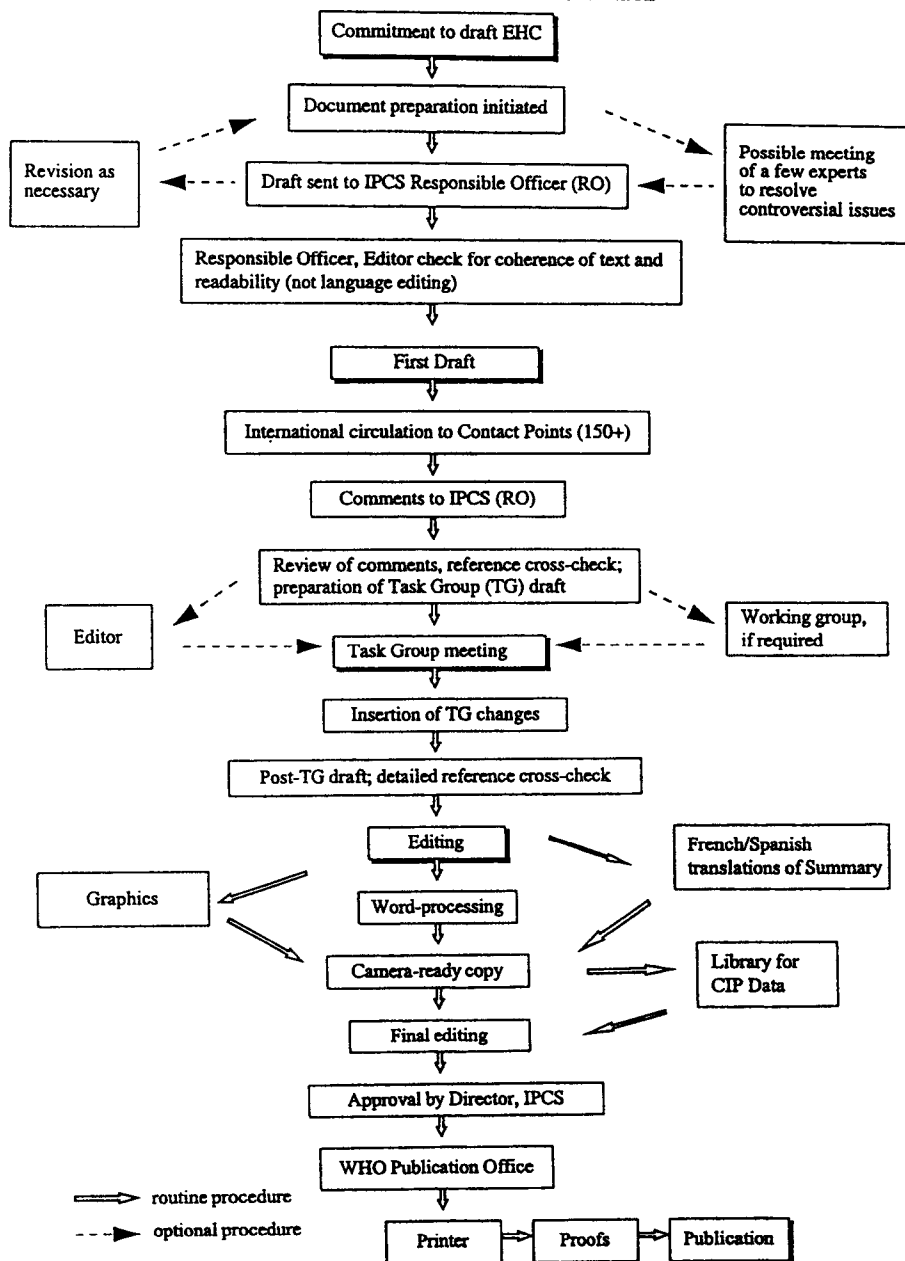 Commitment to draft EHC
Document preparation initiated
Revision as
necessary
Draft sent to IPCS Responsible Officer (RO)
Possible meeting
of a few experts
to resolve
controversial issues
Responsible Officer, Editor check for coherence of text and
readability (not language editing)
First Draft
International circulation to Contact Points (150+)
Comments to IPCS (RO)
Review of comments, reference cross-check;
preparation of Task Group (TG) draft
Editor
Working group,
if required
Task Group meeting
Insertion of TG changes
Post-TG draft; detailed reference cross-check
Editing
French/Spanish
translations of Summary
Graphics
Word-processing
Camera-ready copy
Library for
CIP Data
Final editing
Approval by Director, IPCS
WHO Publication Office
routine procedure
optional procedure
Printer
Proofs
Publication